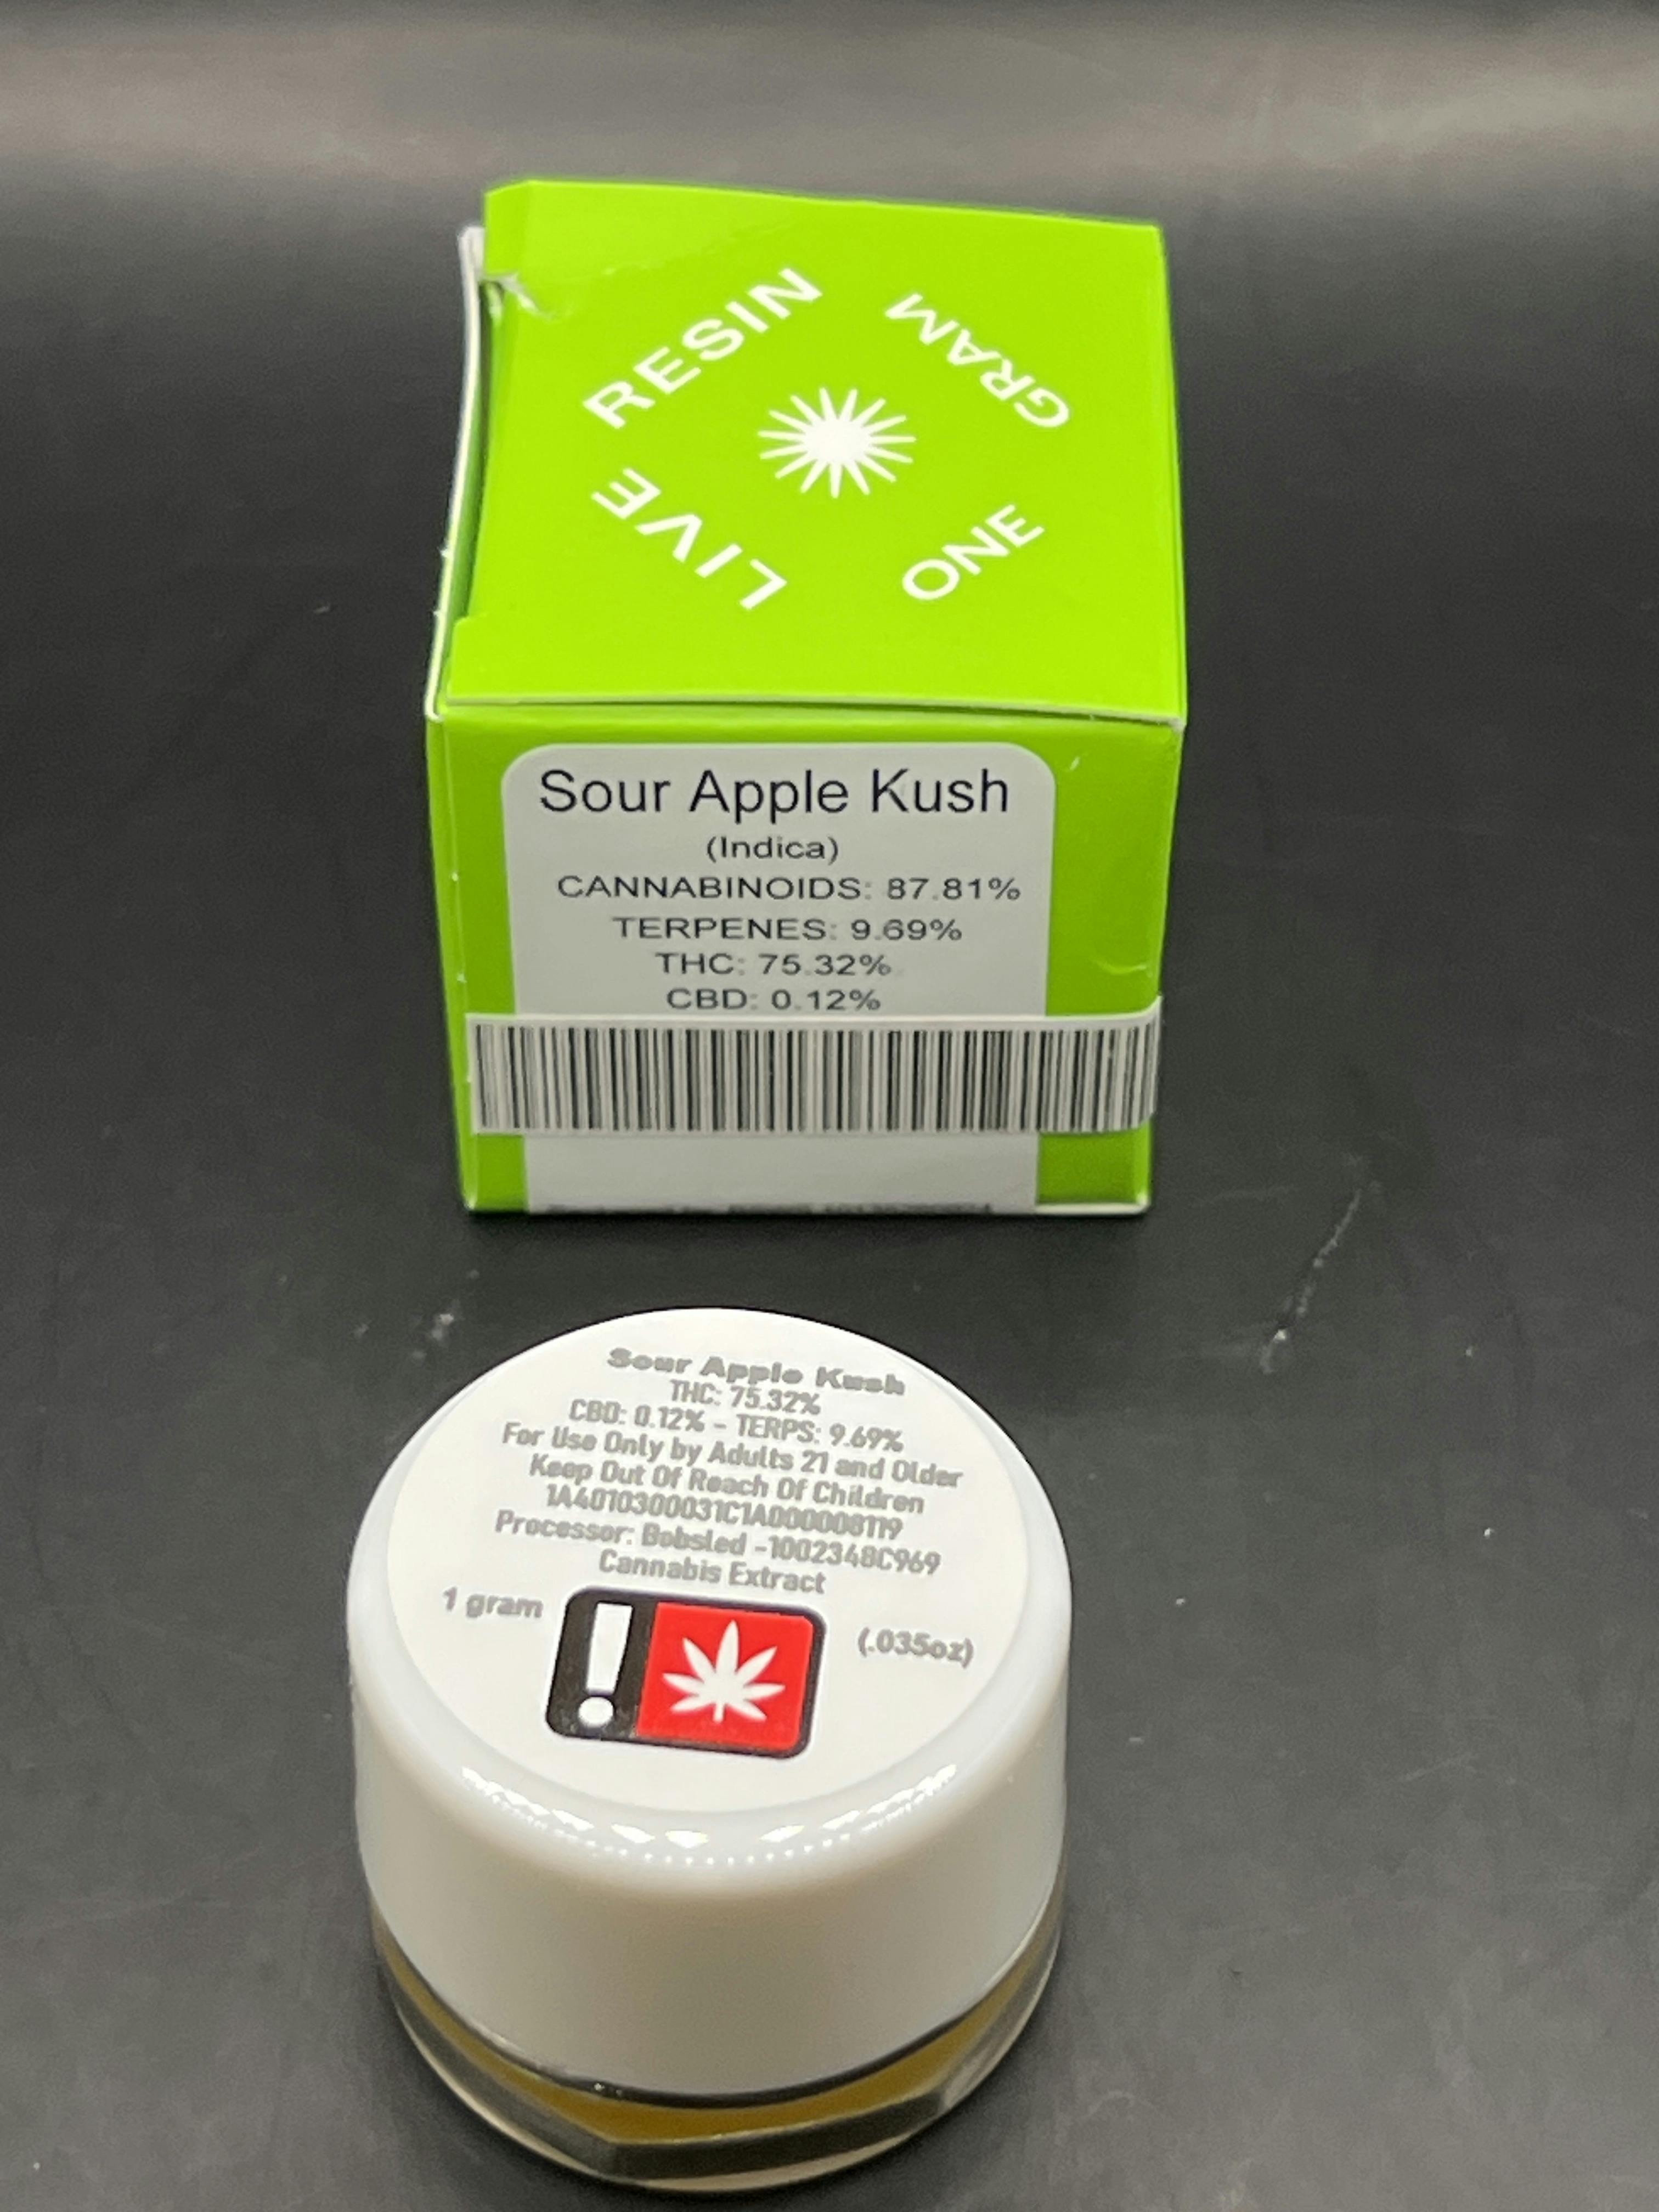 LIVE RESIN
ONE GRAM
Sour Apple Kush
(Indica)
CANNABINOIDS: 87.81%
TERPENES: 9.69%
THC: 75.32%
CBD: 0.12%
Sour Apple Kush
THC: 75.32%
CBD: 0.12% - TERPS: 9.69%
For Use Only by Adults 21 and Older
Keep Out Of Reach Of Children
1A4010300031C1A000008119
Processor: Bobsled -1002348C969
Cannabis Extract
1 gram
!
(.035oz)